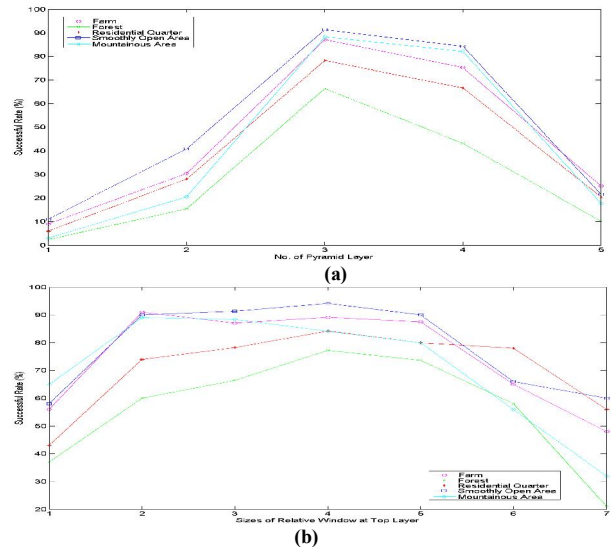 100
90
80
70
60
50
40
30
20
10
0
Successful Rate (%)
Farm
Forest
Residential Quarter
Smoothly Open Area
Mountainous Area
1 2 3 4 5
No. of Pyramid Layer
(a)
100
90
80
70
60
50
40
30
20
Successful Rate (%)
Farm
Forest
Residential Quarter
Smoothly Open Area
Mountainous Area
1 2 3 4 5 6 7
Sizes of Relative Window at Top Layer
(b)